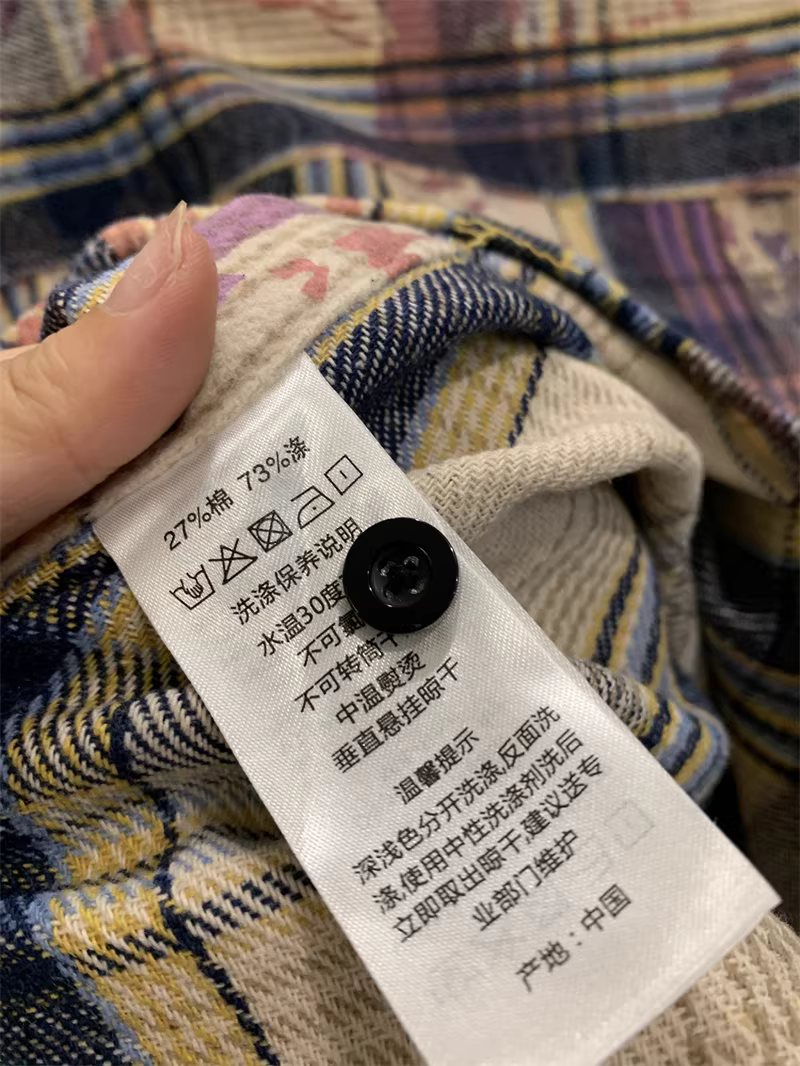 27%棉 73%涤
洗涤保养说明
水温30度
不可氯
不可转筒干
中温熨烫
垂直悬挂晾干
温馨提示
深浅色分开洗涤,反面洗
涤,使用中性洗涤剂洗后
立即取出晾干,建议送专
业部门维护
产地:中国